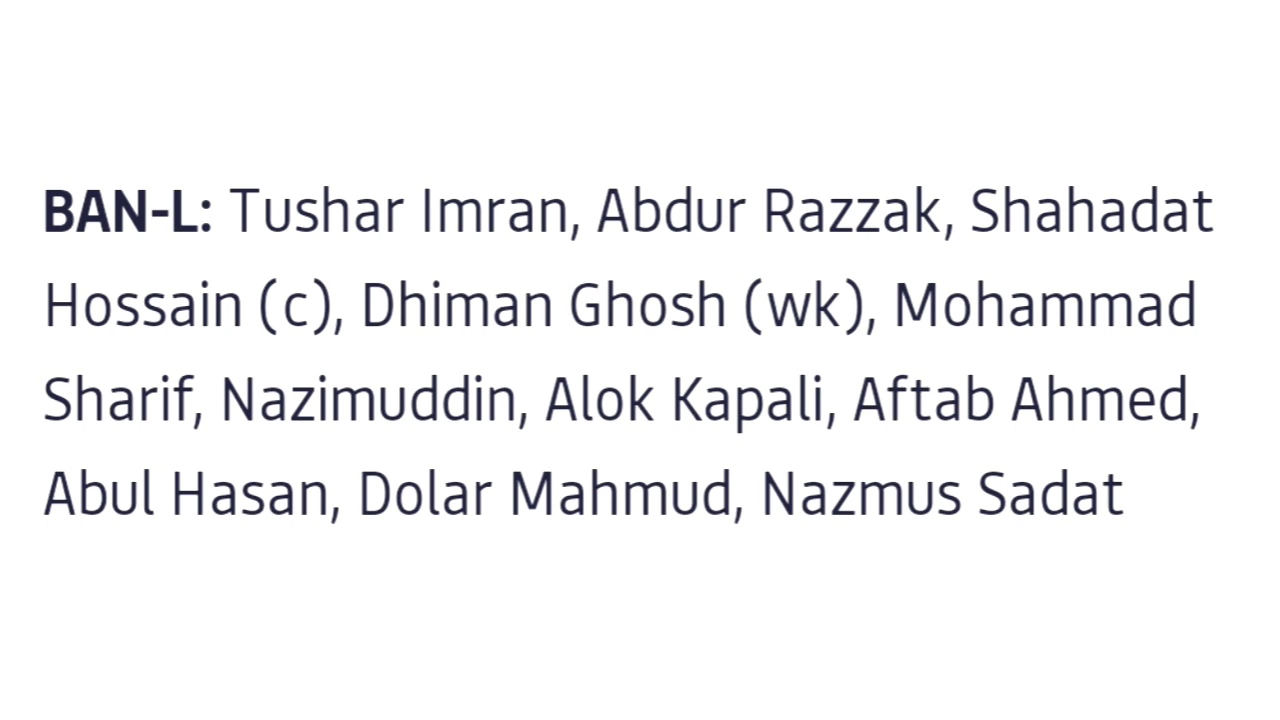 BAN-L: Tushar Imran, Abdur Razzak, Shahadat
Hossain (c), Dhiman Ghosh (wk), Mohammad
Sharif, Nazimuddin, Alok Kapali, Aftab Ahmed,
Abul Hasan, Dolar Mahmud, Nazmus Sadat